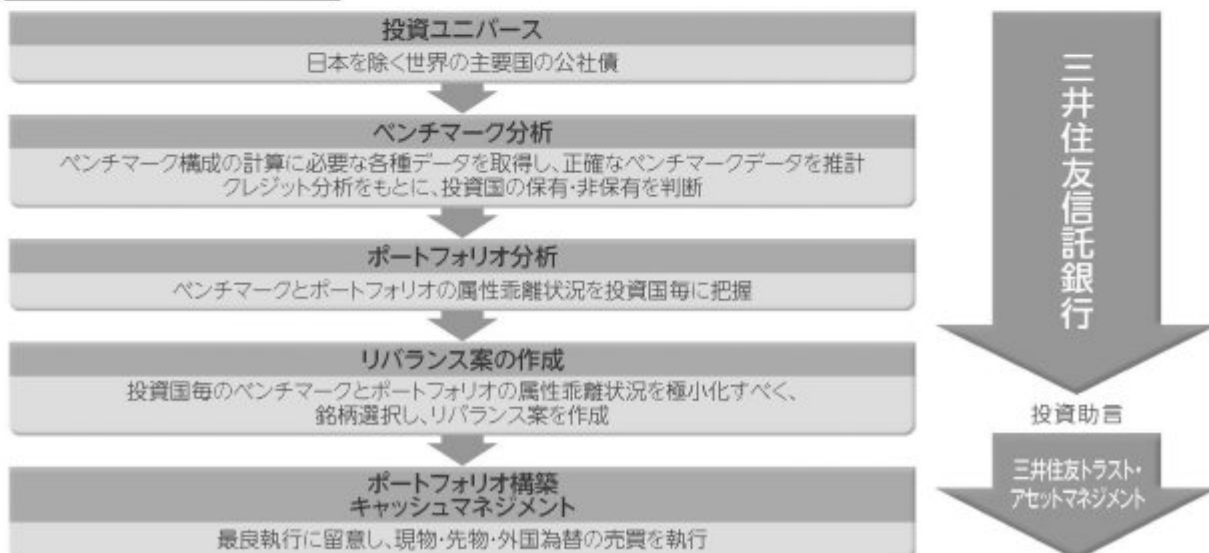 投資ユニバース
日本を除く世界の主要国の公社債
ベンチマーク分析
ベンチマーク構成の計算に必要な各種データを取得し、正確なベンチマークデータを推計
クレジット分析をもとに、投資国の保有・非保有を判断
ポートフォリオ分析
ベンチマークとポートフォリオの属性乖離状況を投資国毎に把握
リバランス案の作成
投資国毎のベンチマークとポートフォリオの属性乖離状況を極小化すべく、
銘柄選択し、リバランス案を作成
ポートフォリオ構築
キャッシュマネジメント
最良執行に留意し、現物・先物・外国為替の売買を執行
三井住友信託銀行
投資助言
三井住友トラスト・
アセットマネジメント